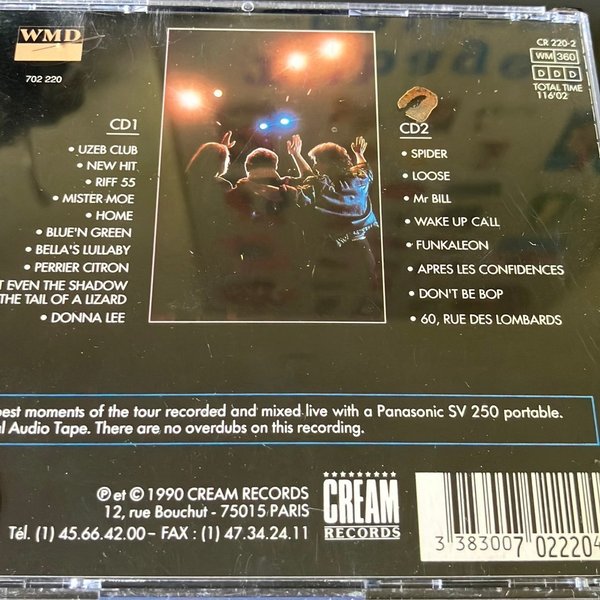 WMD
702 220
CR 220-2
WM 360
D D D
TOTAL TIME
116'02
CD1
• UZEB CLUB
• NEW HIT
• RIFF 55
• MISTER MOE
• HOME
• BLUE'N GREEN
• BELLA'S LULLABY
• PERRIER CITRON
EVEN THE SHADOW
THE TAIL OF A LIZARD
• DONNA LEE
CD2
• SPIDER
• LOOSE
• Mr BILL
• WAKE UP CALL
• FUNKALEON
• APRES LES CONFIDENCES
• DON'T BE BOP
• 60, RUE DES LOMBARDS
best moments of the tour recorded and mixed live with a Panasonic SV 250 portable.
Audio Tape. There are no overdubs on this recording.
℗ et © 1990 CREAM RECORDS
12, rue Bouchut - 75015 PARIS
Tél. (1) 45.66.42.00 – FAX : (1) 47.34.24.11
CREAM
RECORDS
3 383007 022204